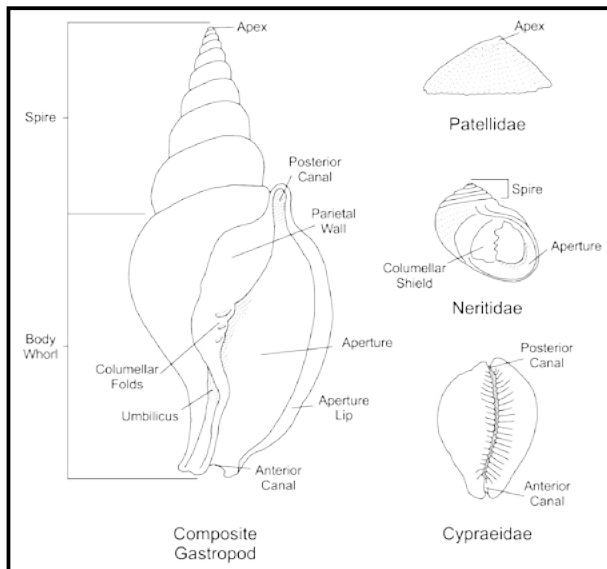 Apex
Spire
Posterior
Canal
Parietal
Wall
Body
Whorl
Columellar
Folds
Umbilicus
Aperture
Aperture
Lip
Anterior
Canal
Composite
Gastropod
Apex
Patellidae
Spire
Columellar
Shield
Aperture
Neritidae
Posterior
Canal
Anterior
Canal
Cypraeidae